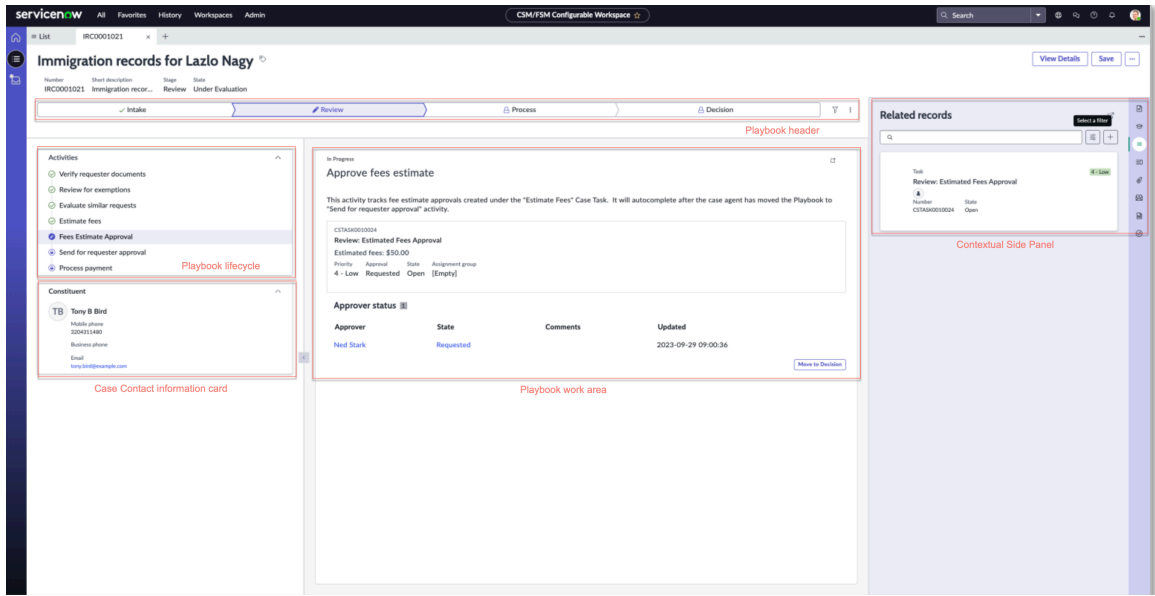 servicenow All Favorites History Workspaces Admin CSM/FSM Configurable Workspace Search
List IRC0001021
Immigration records for Lazlo Nagy
View Details Save
Number Short description Stage State
IRC0001021 Immigration recor... Review Under Evaluation
Intake Review Process Decision
Playbook header
Related records
Select a filter
Task 4 - Low
Review: Estimated Fees Approval
Number State
CSTASK0010024 Open
Contextual Side Panel
Activities
Verify requester documents
Review for exemptions
Evaluate similar requests
Estimate fees
Fees Estimate Approval
Send for requester approval
Process payment
Playbook lifecycle
Constituent
TB Tony B Bird
Mobile phone
3204311480
Business phone
Email
tony.bird@example.com
Case Contact information card
In Progress
Approve fees estimate
This activity tracks fee estimate approvals created under the "Estimate Fees" Case Task. It will autocomplete after the case agent has moved the Playbook to
"Send for requester approval" activity.
CSTASK0010024
Review: Estimated Fees Approval
Estimated fees: $50.00
Priority Approval State Assignment group
4 - Low Requested Open [Empty]
Approver status 1
Approver State Comments Updated
Ned Stark Requested 2023-09-29 09:00:36
Move to Decision
Playbook work area